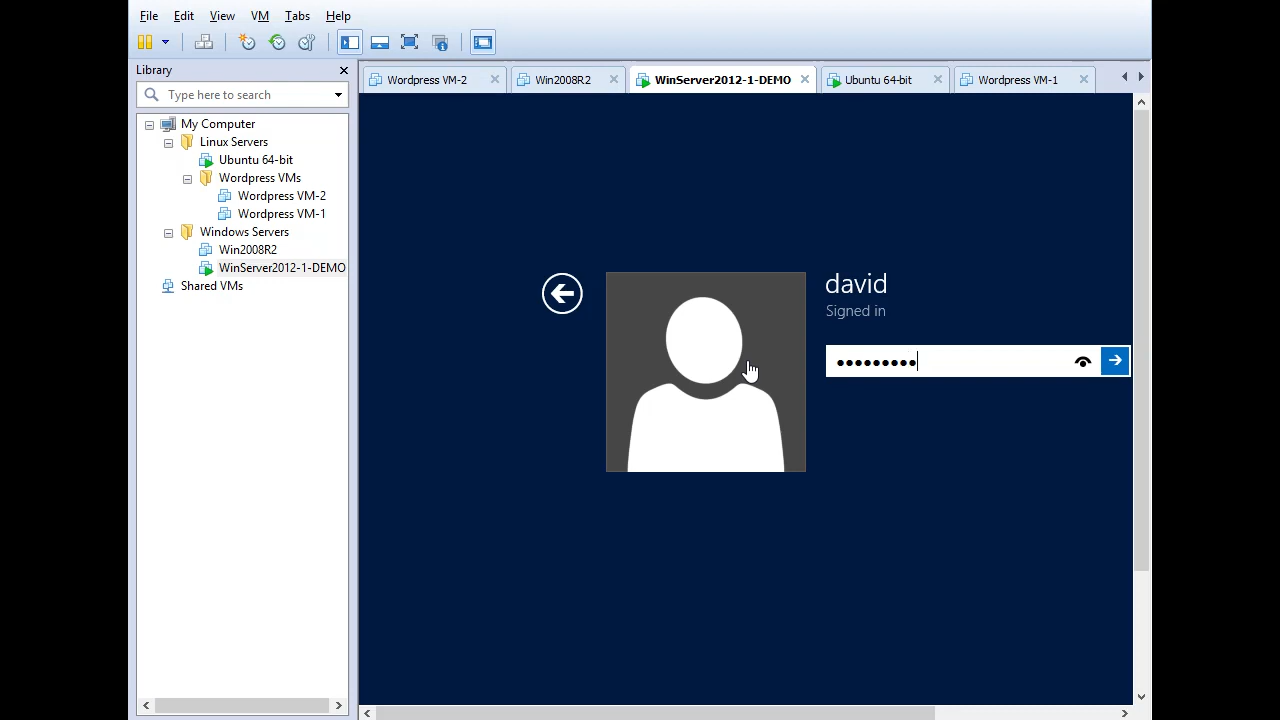 File Edit View VM Tabs Help
Library
Type here to search
My Computer
Linux Servers
Ubuntu 64-bit
Wordpress VMs
Wordpress VM-2
Wordpress VM-1
Windows Servers
Win2008R2
WinServer2012-1-DEMO
Shared VMs
Wordpress VM-2 Win2008R2 WinServer2012-1-DEMO Ubuntu 64-bit Wordpress VM-1
david
Signed in